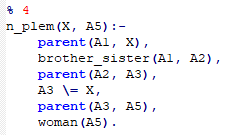 % 4
n_plem(X, A5):-
parent(A1, X),
brother_sister(A1, A2),
parent(A2, A3),
A3 \= X,
parent(A3, A5),
woman(A5).